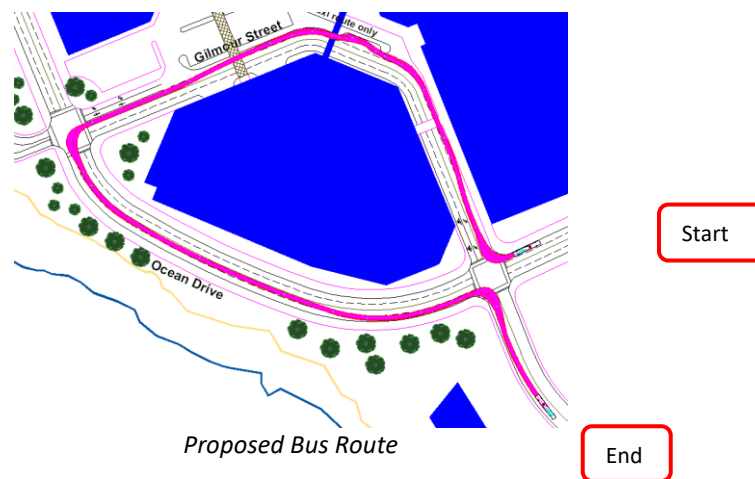 route only
Gilmour Street
Start
Ocean Drive
Proposed Bus Route
End